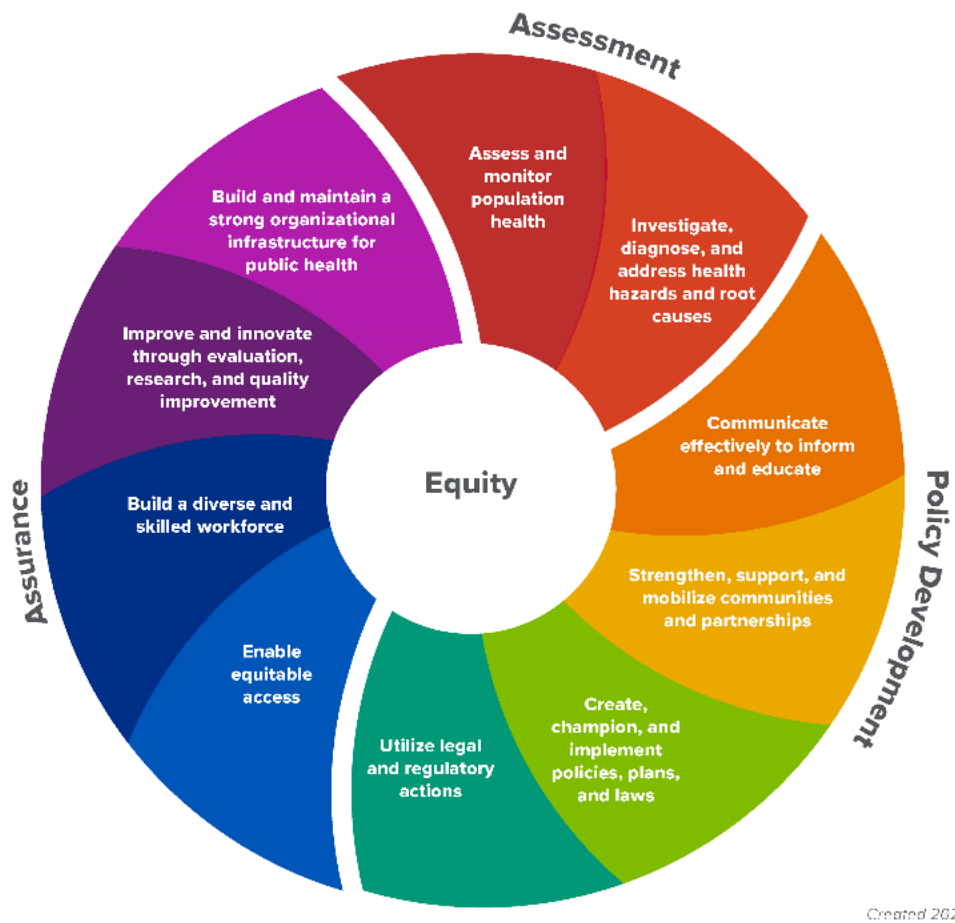 Assessment
Assess and
monitor
population
health
Investigate,
diagnose, and
address health
hazards and root
causes
Communicate
effectively to inform
and educate
Strengthen, support, and
mobilize communities
and partnerships
Create,
champion, and
implement
policies, plans,
and laws
Utilize legal
and regulatory
actions
Policy Development
Enable
equitable
access
Build a diverse and
skilled workforce
Improve and innovate
through evaluation,
research, and quality
improvement
Build and maintain a
strong organizational
infrastructure for
public health
Assurance
Equity
Created